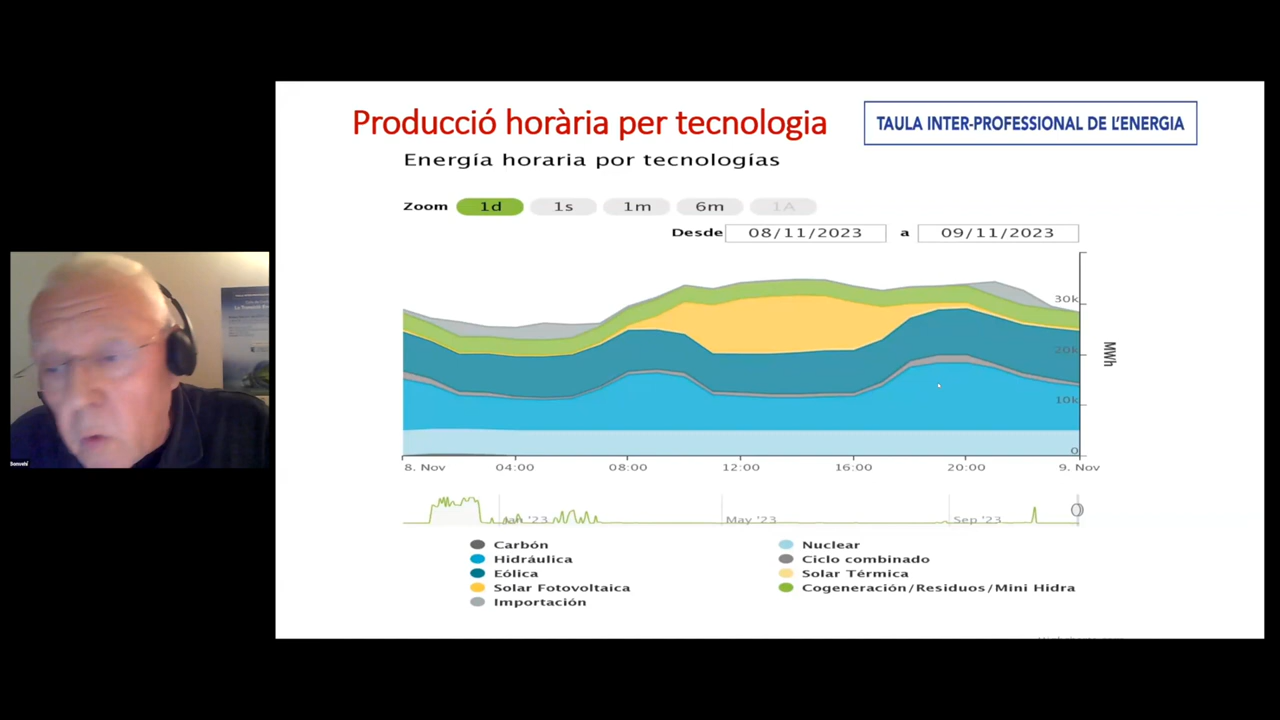 Producció horària per tecnologia
TAULA INTER-PROFESSIONAL DE L'ENERGIA
Energía horaria por tecnologías
Zoom 1d 1s 1m 6m 1A
Desde 08/11/2023 a 09/11/2023
30k
20k
10k
0
MWh
8. Nov 04:00 08:00 12:00 16:00 20:00 9. Nov
Jan '23 May '23 Sep '23
Carbón
Hidráulica
Eólica
Solar Fotovoltaica
Importación
Nuclear
Ciclo combinado
Solar Térmica
Cogeneración/Residuos/Mini Hidra